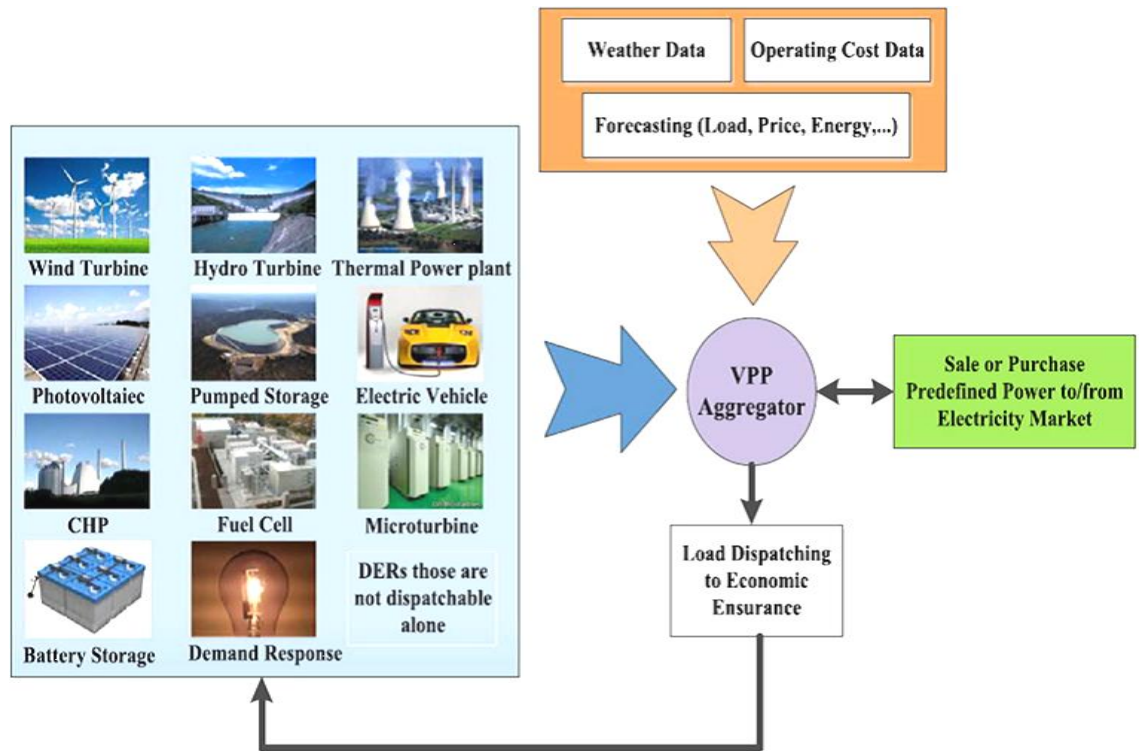 Weather Data
Operating Cost Data
Forecasting (Load, Price, Energy,...)
Wind Turbine
Hydro Turbine
Thermal Power plant
Photovoltaiec
Pumped Storage
Electric Vehicle
CHP
Fuel Cell
Microturbine
Battery Storage
Demand Response
DERs those are
not dispatchable
alone
VPP
Aggregator
Sale or Purchase
Predefined Power to/from
Electricity Market
Load Dispatching
to Economic
Ensurance